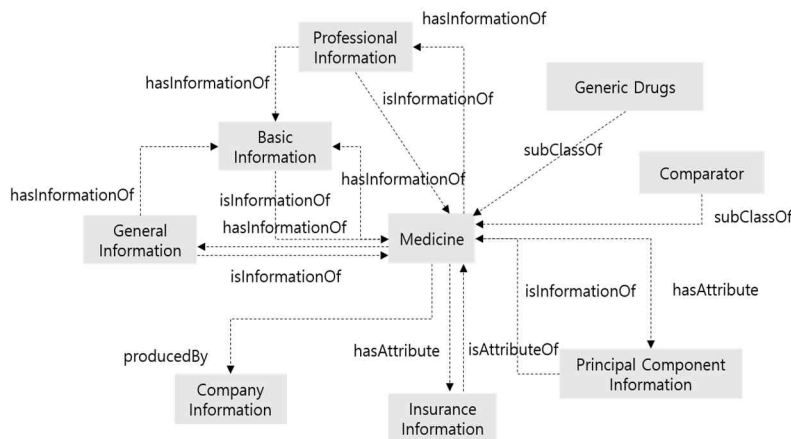 hasInformationOf
Professional
Information
hasInformationOf
isInformationOf
Generic Drugs
Basic
Information
subClassOf
Comparator
hasInformationOf
isInformationOf
hasInformationOf
hasInformationOf
subClassOf
General
Information
Medicine
isInformationOf
isInformationOf
hasAttribute
producedBy
hasAttribute
isAttributeOf
Principal Component
Information
Company
Information
Insurance
Information